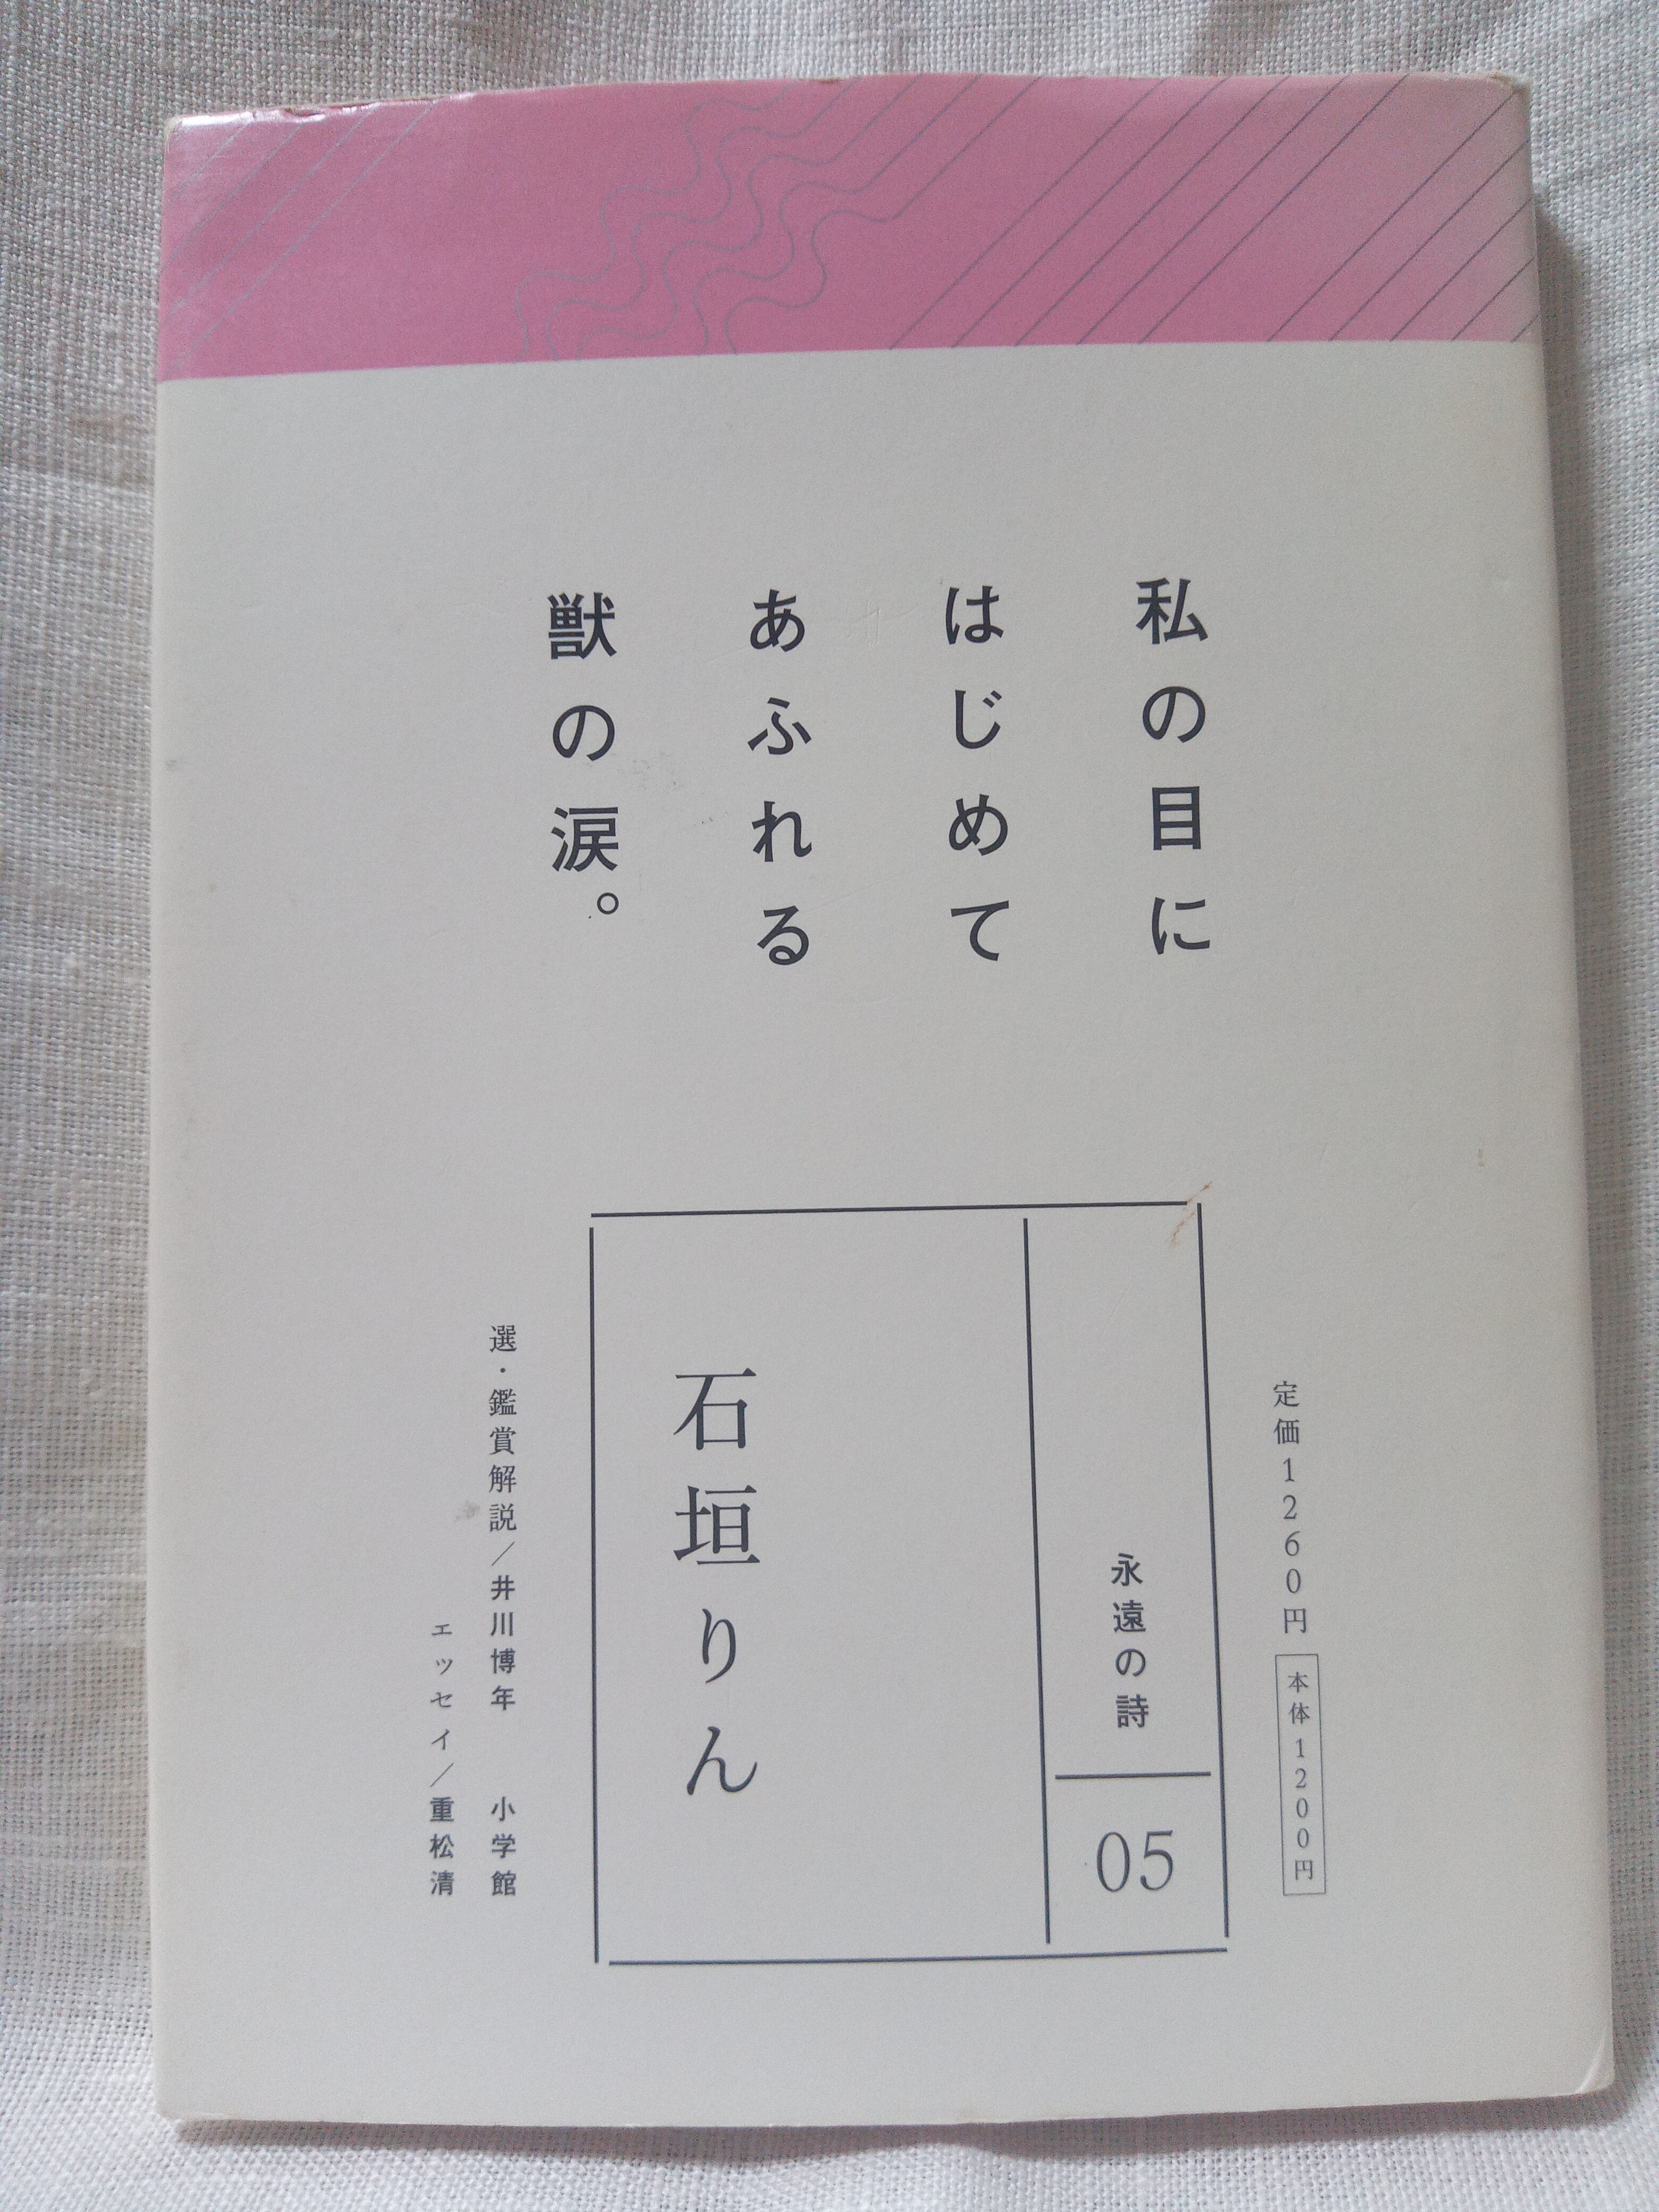 私の目に
はじめて
あふれる
獣の涙。
定価1260円 本体1200円
永遠の詩 05
石垣りん
選・鑑賞解説／井川博年 小学館
エッセイ／重松清